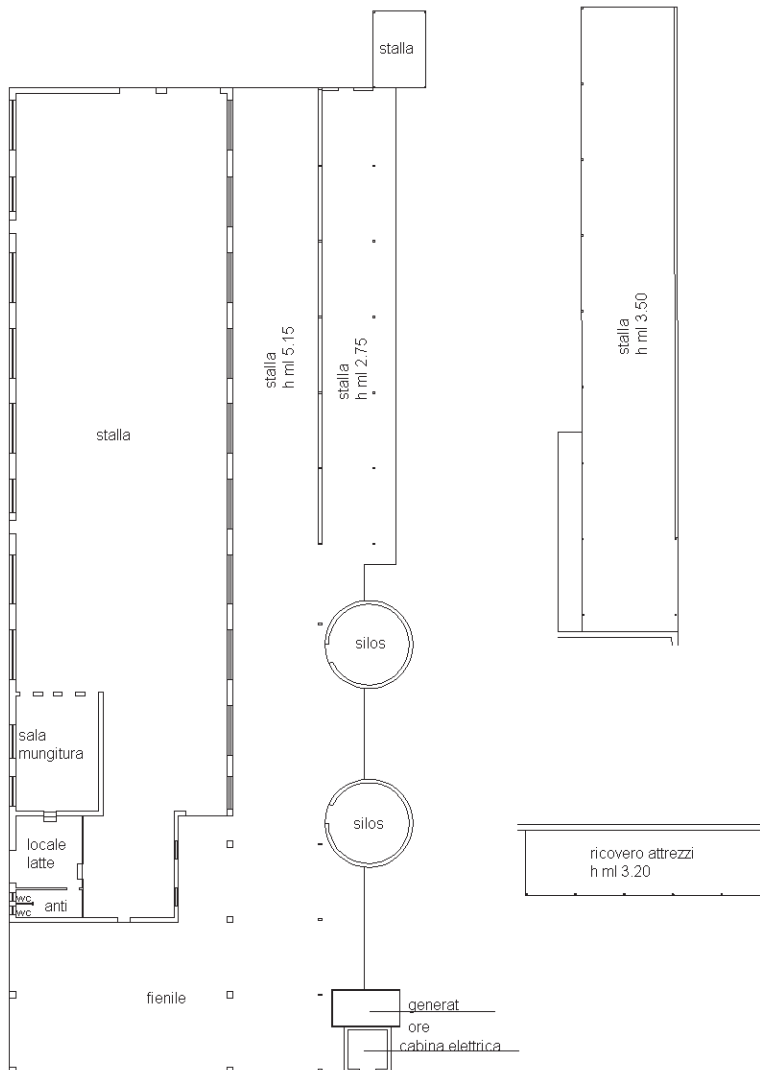 stalla
stalla
h ml 5.15
stalla
h ml 2.75
stalla
h ml 3.50
stalla
silos
sala
mungitura
silos
locale
latte
ricovero attrezzi
h ml 3.20
wc
wc
anti
fienile
generat
ore
cabina elettrica